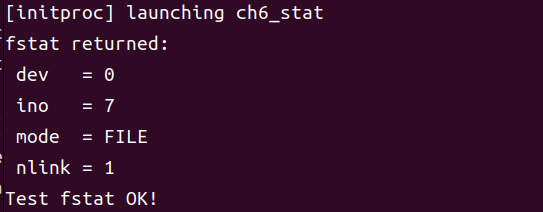 [initproc] launching ch6_stat
fstat returned:
 dev   = 0
 ino   = 7
 mode  = FILE
 nlink = 1
Test fstat OK!